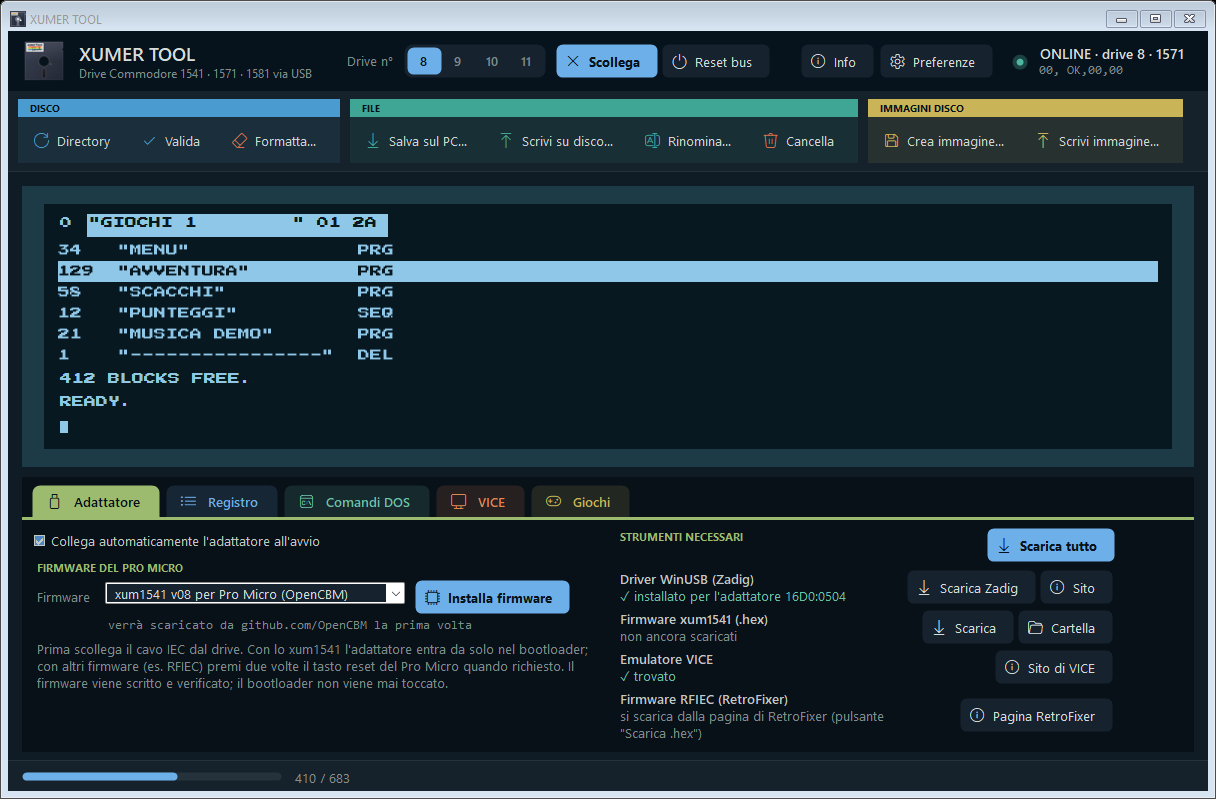 XUMER TOOL
XUMER TOOL
Drive Commodore 1541 · 1571 · 1581 via USB
Drive n° 8 9 10 11 Scollega Reset bus Info Preferenze
ONLINE · drive 8 · 1571
00, OK,00,00
DISCO
Directory Valida Formatta...
FILE
Salva sul PC... Scrivi su disco... Rinomina... Cancella
IMMAGINI DISCO
Crea immagine... Scrivi immagine...
0 "GIOCHI 1 " 01 2A
34 "MENU" PRG
129 "AVVENTURA" PRG
58 "SCACCHI" PRG
12 "PUNTEGGI" SEQ
21 "MUSICA DEMO" PRG
1 "----------------" DEL
412 BLOCKS FREE.
READY.
Adattatore Registro Comandi DOS VICE Giochi
Collega automaticamente l'adattatore all'avvio
FIRMWARE DEL PRO MICRO
Firmware xum1541 v08 per Pro Micro (OpenCBM) Installa firmware
verrà scaricato da github.com/OpenCBM la prima volta
Prima scollega il cavo IEC dal drive. Con lo xum1541 l'adattatore entra da solo nel bootloader;
con altri firmware (es. RFIEC) premi due volte il tasto reset del Pro Micro quando richiesto. Il
firmware viene scritto e verificato; il bootloader non viene mai toccato.
STRUMENTI NECESSARI
Scarica tutto
Driver WinUSB (Zadig)
✓ installato per l'adattatore 16D0:0504
Scarica Zadig Sito
Firmware xum1541 (.hex)
non ancora scaricati
Scarica Cartella
Emulatore VICE
✓ trovato
Sito di VICE
Firmware RFIEC (RetroFixer)
si scarica dalla pagina di RetroFixer (pulsante
"Scarica .hex")
Pagina RetroFixer
410 / 683